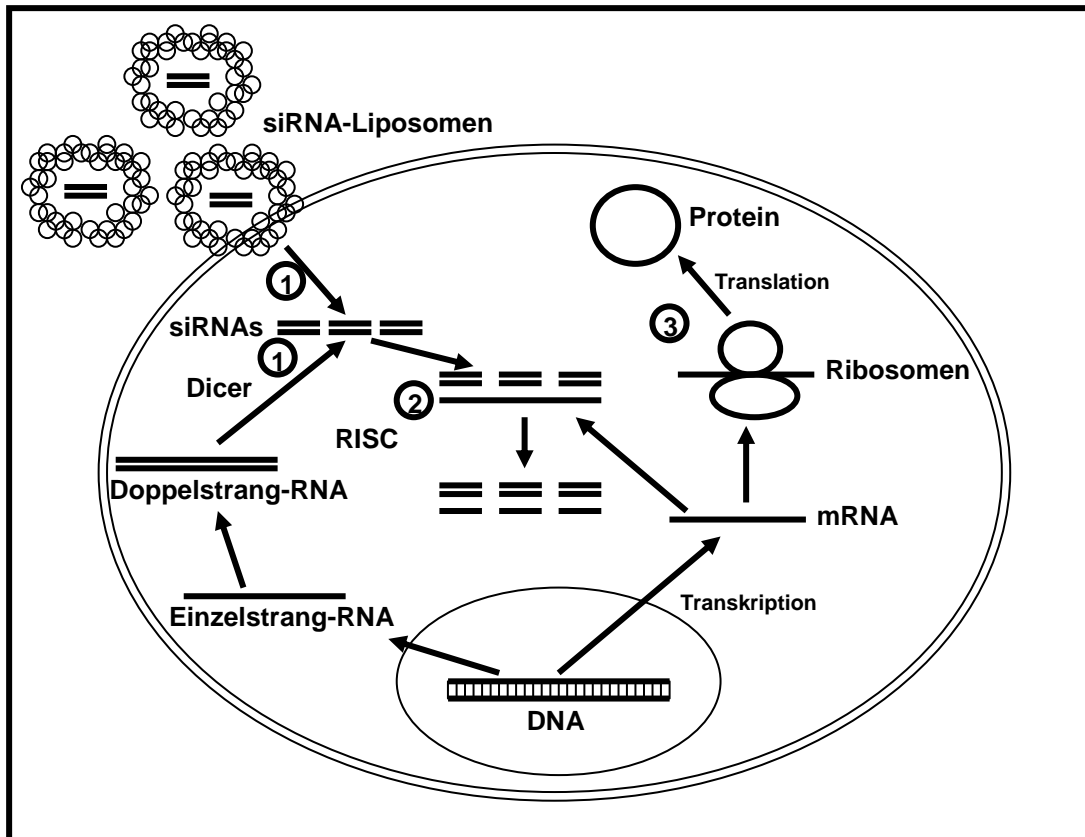 siRNA-Liposomen
Protein
Translation
1
siRNAs
3
1
Dicer
Ribosomen
2
RISC
Doppelstrang-RNA
mRNA
Einzelstrang-RNA
Transkription
DNA